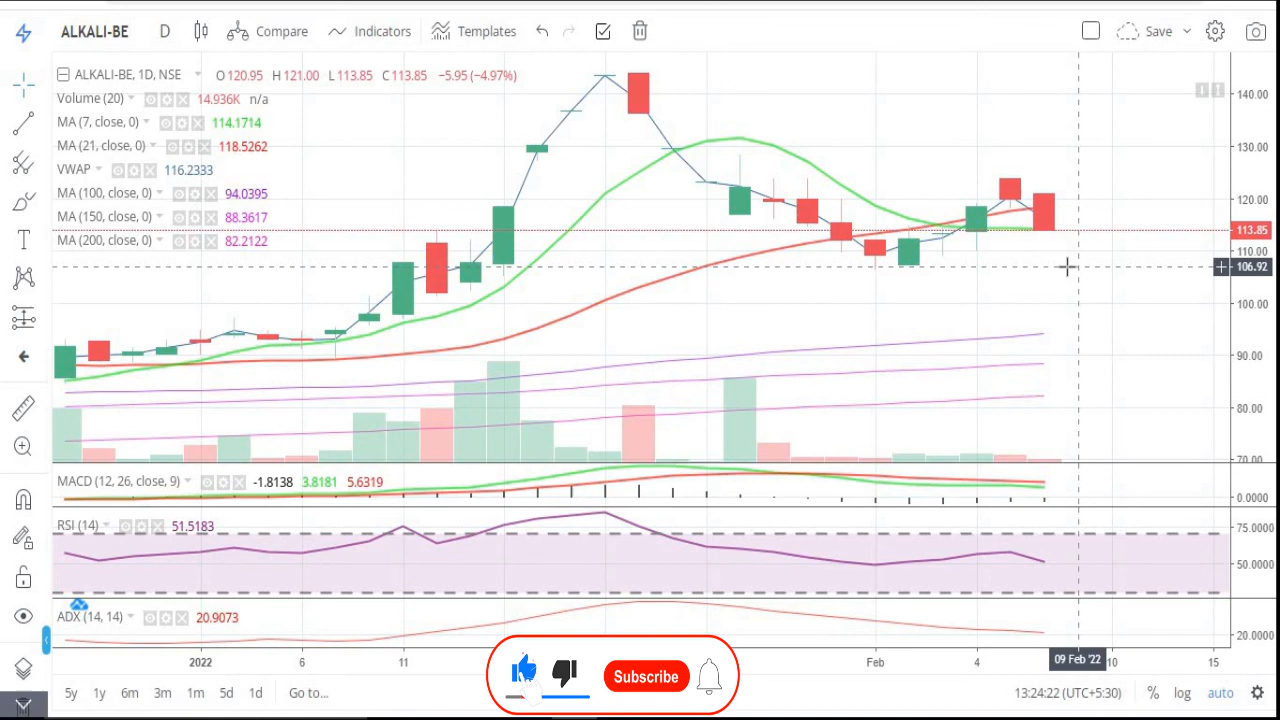 ALKALI-BE D Compare Indicators Templates Save
ALKALI-BE, 1D, NSE O120.95 H121.00 L113.85 C113.85 −5.95 (−4.97%)
Volume (20) 14.936K n/a
MA (7, close, 0) 114.1714
MA (21, close, 0) 118.5262
VWAP 116.2333
MA (100, close, 0) 94.0395
MA (150, close, 0) 88.3617
MA (200, close, 0) 82.2122
140.00
130.00
120.00
113.85
110.00
106.92
100.00
90.00
80.00
70.00
MACD (12, 26, close, 9) -1.8138 3.8181 5.6319
0.0000
RSI (14) 51.5183
75.0000
50.0000
ADX (14, 14) 20.9073
20.0000
2022 6 11 Feb 4 09 Feb '22 10 15
Subscribe
5y 1y 6m 3m 1m 5d 1d Go to... 13:24:22 (UTC+5:30) % log auto